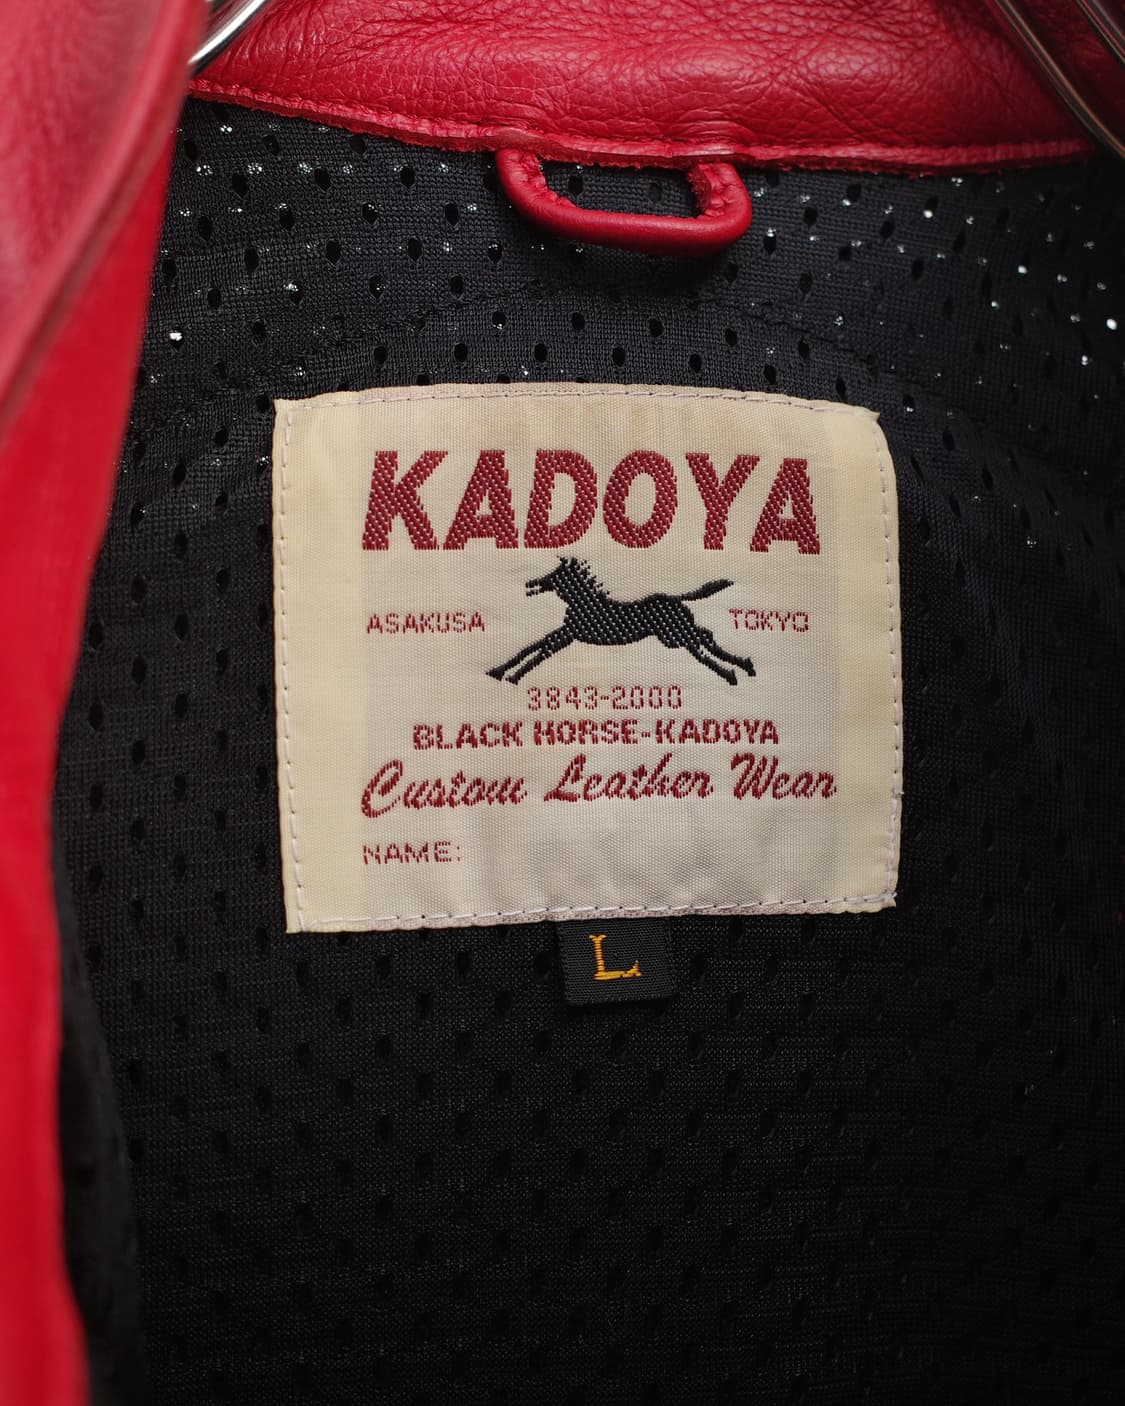 KADOYA
ASAKUSA TOKYO
3843-2000
BLACK HORSE-KADOYA
Custom Leather Wear
NAME:
L